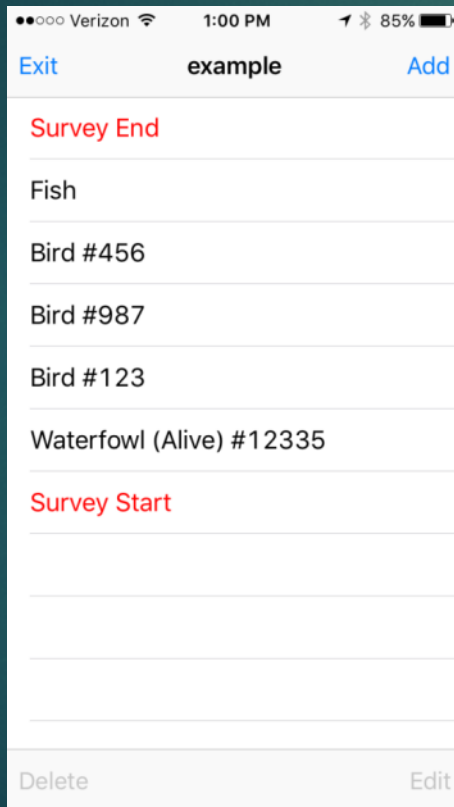 Verizon 1:00 PM 85%
Exit example Add
Survey End
Fish
Bird #456
Bird #987
Bird #123
Waterfowl (Alive) #12335
Survey Start
Delete Edit